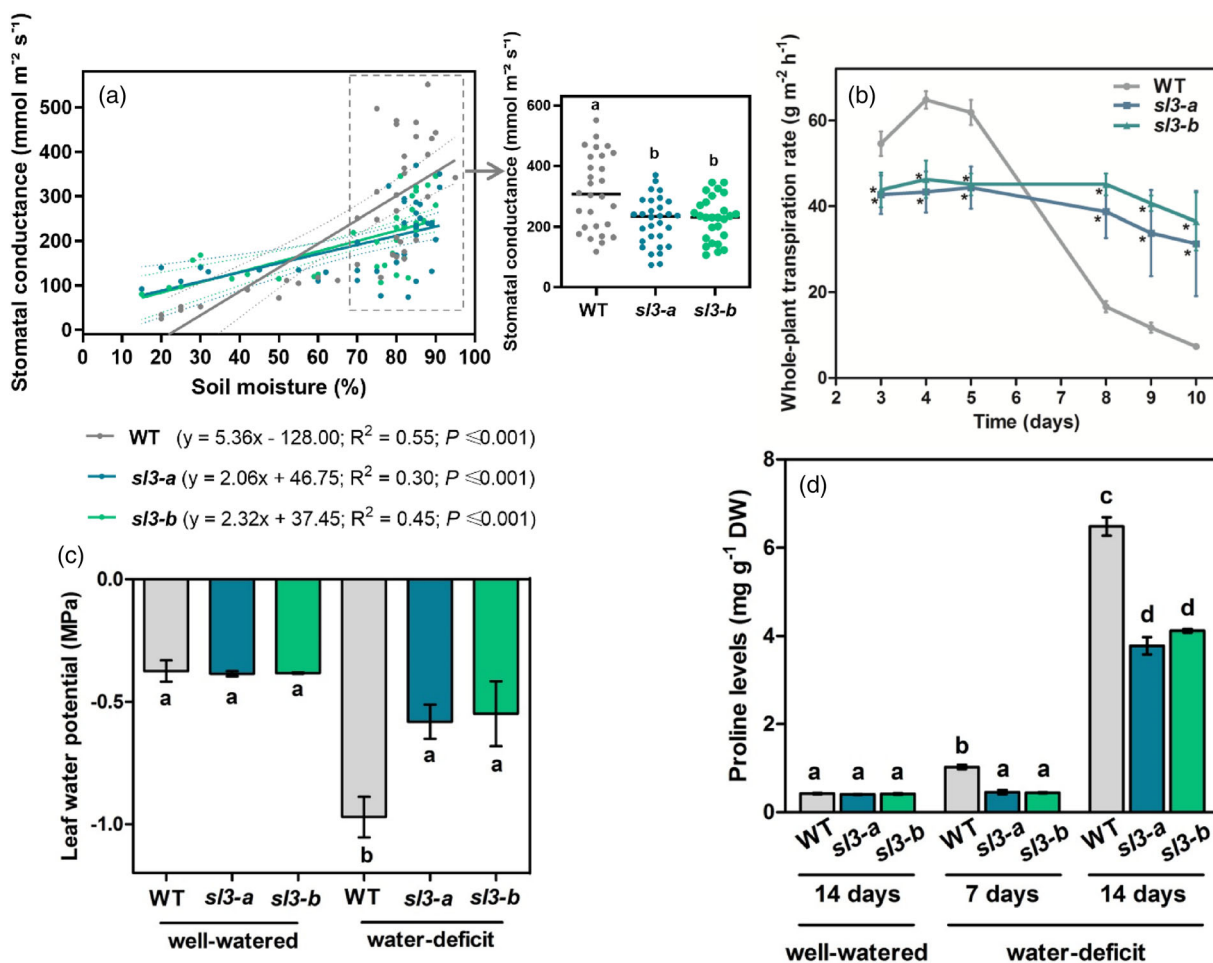 (a)
Stomatal conductance (mmol m⁻² s⁻¹)
500
400
300
200
100
0
0 10 20 30 40 50 60 70 80 90 100
Soil moisture (%)
WT (y = 5.36x - 128.00; R² = 0.55; P ≤0.001)
sl3-a (y = 2.06x + 46.75; R² = 0.30; P ≤0.001)
sl3-b (y = 2.32x + 37.45; R² = 0.45; P ≤0.001)
Stomatal conductance (mmol m⁻² s⁻¹)
600
400
200
0
a b b
WT sl3-a sl3-b
(b)
Whole-plant transpiration rate (g m⁻² h⁻¹)
60
40
20
0
WT
sl3-a
sl3-b
* * * * * *
* * * * * *
2 3 4 5 6 7 8 9 10
Time (days)
(c)
Leaf water potential (MPa)
0.0
-0.5
-1.0
a a a b a a
WT sl3-a sl3-b WT sl3-a sl3-b
well-watered water-deficit
(d)
Proline levels (mg g⁻¹ DW)
8
6
4
2
0
a a a b a a c d d
WT sl3-a sl3-b WT sl3-a sl3-b WT sl3-a sl3-b
14 days 7 days 14 days
well-watered water-deficit